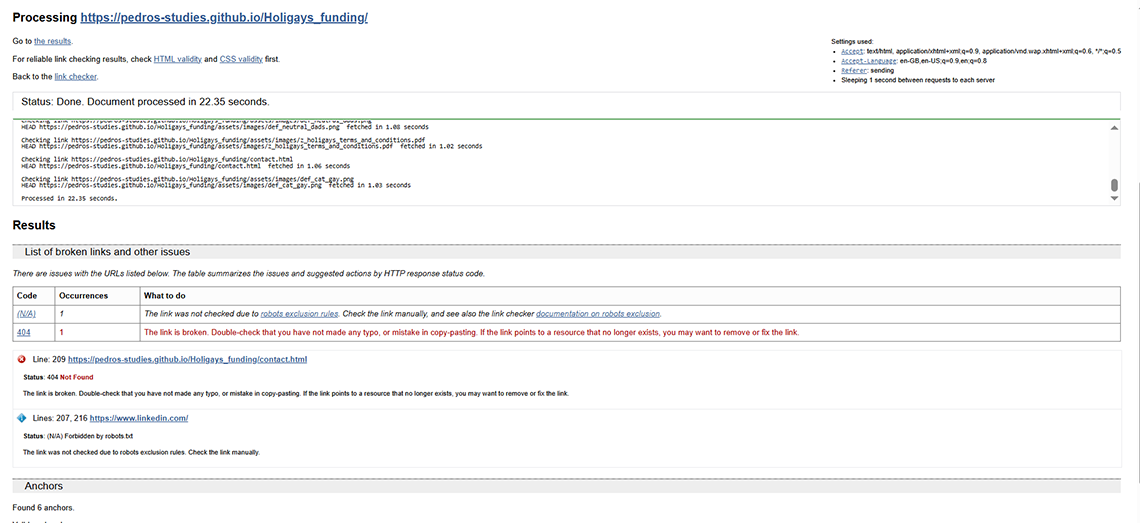 Processing https://pedros-studies.github.io/Holigays_funding/
Go to the results.
For reliable link checking results, check HTML validity and CSS validity first.
Back to the link checker.
Settings used:
Accept: text/html, application/xhtml+xml;q=0.9, application/vnd.wap.xhtml+xml;q=0.6, */*;q=0.5
Accept-Language: en-GB,en-US;q=0.9,en;q=0.8
Referer: sending
Sleeping 1 second between requests to each server
Status: Done. Document processed in 22.35 seconds.
HEAD https://pedros-studies.github.io/Holigays_funding/assets/images/def_neutral_dads.png fetched in 1.08 seconds
Checking link https://pedros-studies.github.io/Holigays_funding/assets/images/z_holigays_terms_and_conditions.pdf
HEAD https://pedros-studies.github.io/Holigays_funding/assets/images/z_holigays_terms_and_conditions.pdf fetched in 1.02 seconds
Checking link https://pedros-studies.github.io/Holigays_funding/contact.html
HEAD https://pedros-studies.github.io/Holigays_funding/contact.html fetched in 1.06 seconds
Checking link https://pedros-studies.github.io/Holigays_funding/assets/images/def_cat_gay.png
HEAD https://pedros-studies.github.io/Holigays_funding/assets/images/def_cat_gay.png fetched in 1.03 seconds
Processed in 22.35 seconds.
Results
List of broken links and other issues
There are issues with the URLs listed below. The table summarizes the issues and suggested actions by HTTP response status code.
Code Occurrences What to do
(N/A) 1 The link was not checked due to robots exclusion rules. Check the link manually, and see also the link checker documentation on robots exclusion.
404 1 The link is broken. Double-check that you have not made any typo, or mistake in copy-pasting. If the link points to a resource that no longer exists, you may want to remove or fix the link.
Line: 209 https://pedros-studies.github.io/Holigays_funding/contact.html
Status: 404 Not Found
The link is broken. Double-check that you have not made any typo, or mistake in copy-pasting. If the link points to a resource that no longer exists, you may want to remove or fix the link.
Lines: 207, 216 https://www.linkedin.com/
Status: (N/A) Forbidden by robots.txt
The link was not checked due to robots exclusion rules. Check the link manually.
Anchors
Found 6 anchors.